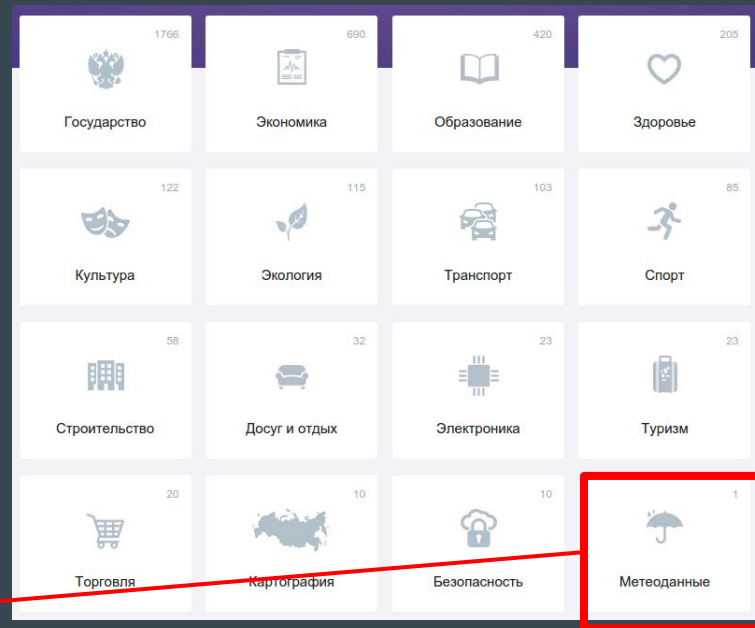 1766
690
420
205
Государство
Экономика
Образование
Здоровье
122
115
103
85
Культура
Экология
Транспорт
Спорт
58
32
23
23
Строительство
Досуг и отдых
Электроника
Туризм
20
10
10
1
Торговля
Картография
Безопасность
Метеоданные